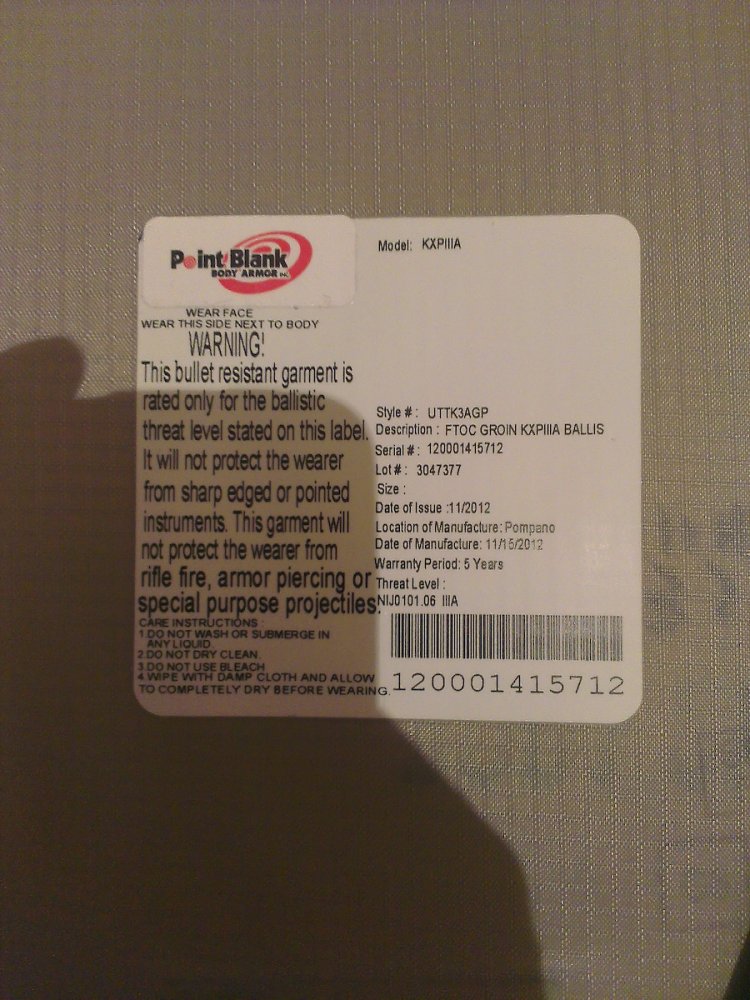 Point Blank
BODY ARMOR INC.
WEAR FACE
WEAR THIS SIDE NEXT TO BODY
WARNING!
This bullet resistant garment is
rated only for the ballistic
threat level stated on this label.
It will not protect the wearer
from sharp edged or pointed
instruments. This garment will
not protect the wearer from
rifle fire, armor piercing or
special purpose projectiles.
CARE INSTRUCTIONS :
1.DO NOT WASH OR SUBMERGE IN
ANY LIQUID.
2.DO NOT DRY CLEAN.
3.DO NOT USE BLEACH
4.WIPE WITH DAMP CLOTH AND ALLOW
TO COMPLETELY DRY BEFORE WEARING.
Model: KXPIIIA
Style # : UTTK3AGP
Description : FTOC GROIN KXPIIIA BALLIS
Serial # : 120001415712
Lot # : 3047377
Size :
Date of Issue :11/2012
Location of Manufacture: Pompano
Date of Manufacture: 11/15/2012
Warranty Period: 5 Years
Threat Level :
NIJ0101.06 IIIA
120001415712